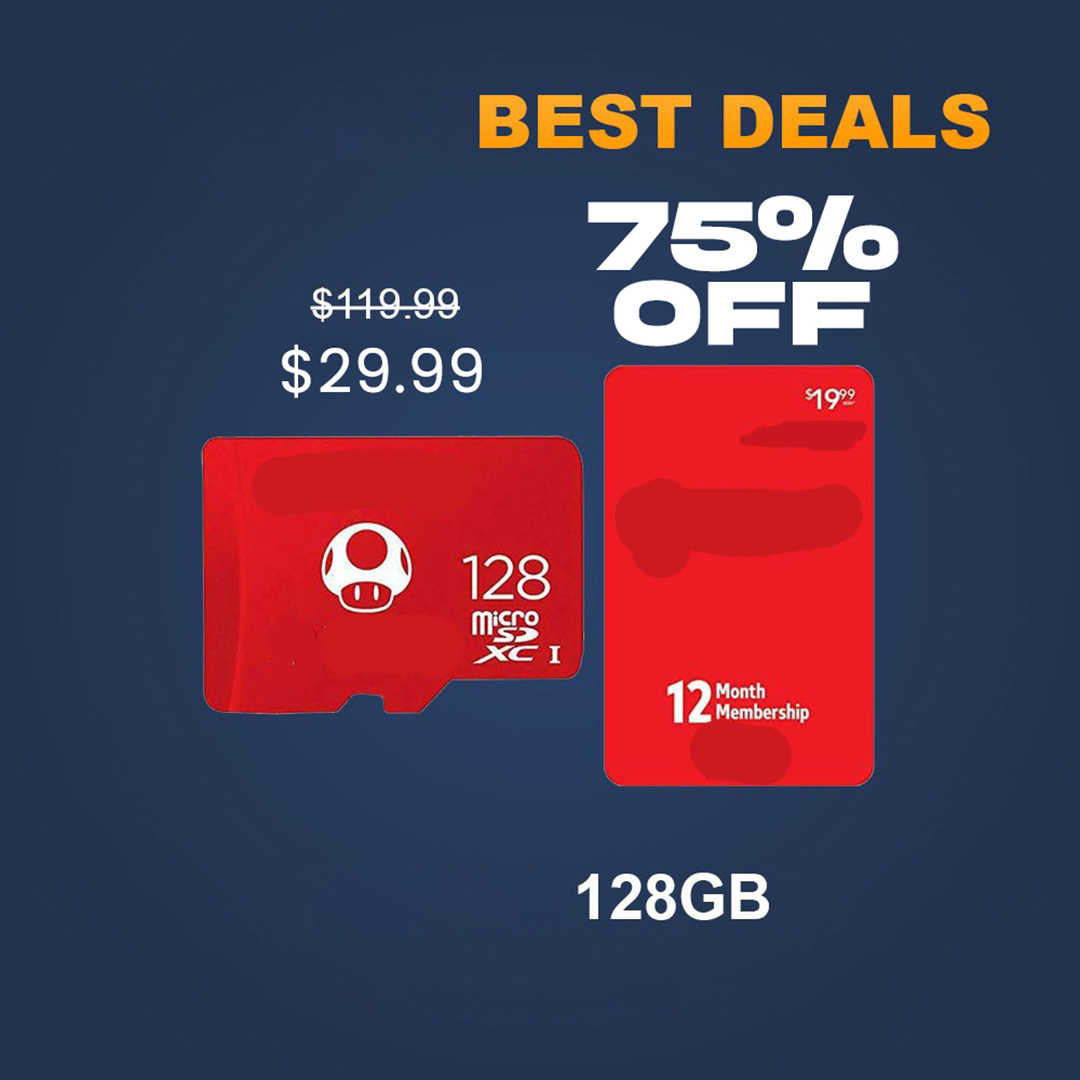 BEST DEALS
75%
OFF
$119.99
$29.99
$19.99
128
micro
SD
XC I
12 Month
Membership
128GB